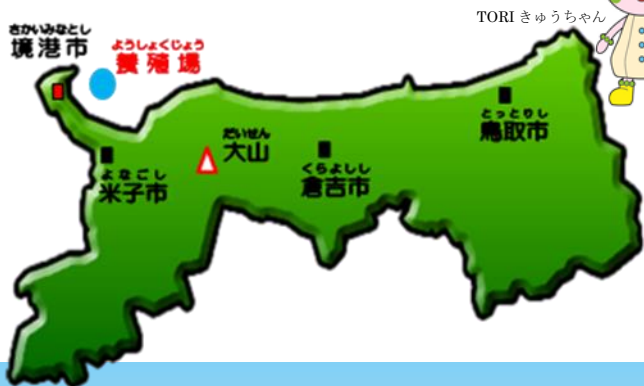 TORI きゅうちゃん
さかいみなとし
境港市
ようしょくじょう
養殖場
とっとりし
鳥取市
だいせん
大山
くらよしし
倉吉市
よなごし
米子市